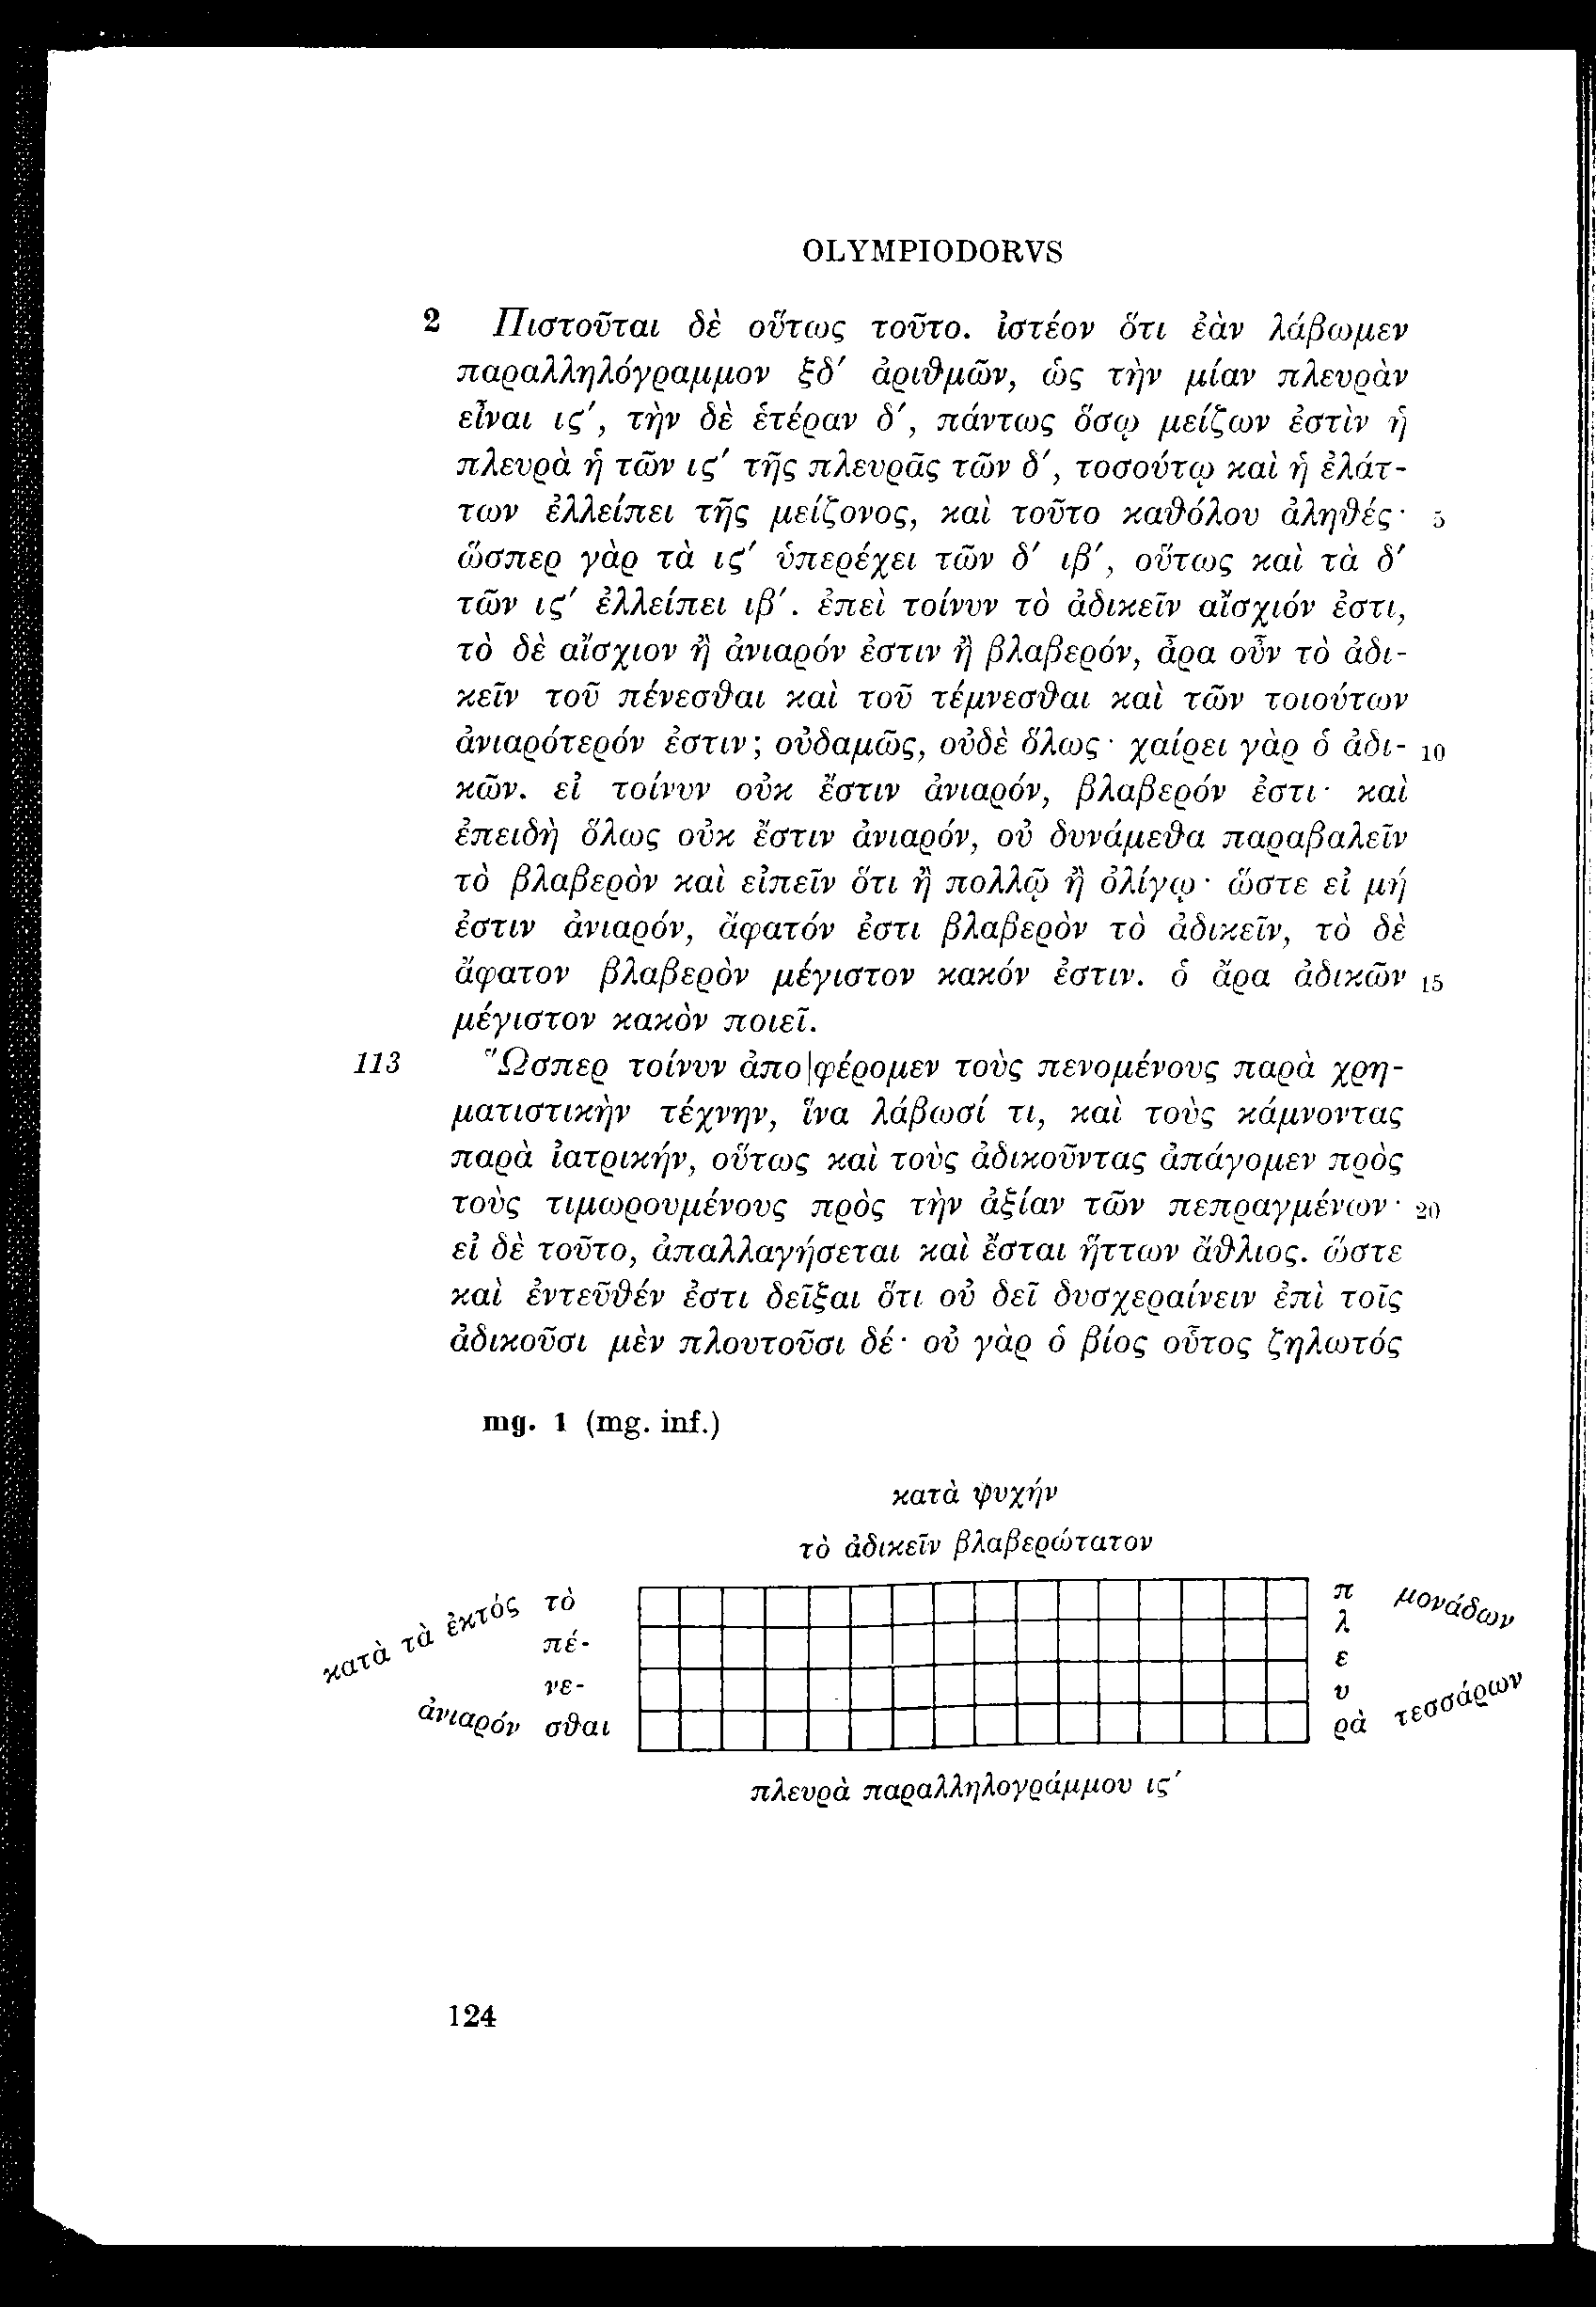 OLYMPIODORVS
2 Πιστοῦται δὲ οὕτως τοῦτο. ἰστέον ὅτι ἐὰν λάβωμεν
παραλληλόγραμμον ξδ′ ἀριθμῶν, ὡς τὴν μίαν πλευρὰν
εἶναι ις′, τὴν δὲ ἑτέραν δ′, πάντως ὅσῳ μείζων ἐστὶν ἡ
πλευρὰ ἡ τῶν ις′ τῆς πλευρᾶς τῶν δ′, τοσούτῳ καὶ ἡ ἐλάτ-
των ἐλλείπει τῆς μείζονος, καὶ τοῦτο καθόλου ἀληθές· 5
ὥσπερ γὰρ τὰ ις′ ὑπερέχει τῶν δ′ ιβ′, οὕτως καὶ τὰ δ′
τῶν ις′ ἐλλείπει ιβ′. ἐπεὶ τοίνυν τὸ ἀδικεῖν αἴσχιόν ἐστι,
τὸ δὲ αἴσχιον ἢ ἀνιαρόν ἐστιν ἢ βλαβερόν, ἆρα οὖν τὸ ἀδι-
κεῖν τοῦ πένεσθαι καὶ τοῦ τέμνεσθαι καὶ τῶν τοιούτων
ἀνιαρότερόν ἐστιν; οὐδαμῶς, οὐδὲ ὅλως· χαίρει γὰρ ὁ ἀδι- 10
κῶν. εἰ τοίνυν οὐκ ἔστιν ἀνιαρόν, βλαβερόν ἐστι· καὶ
ἐπειδὴ ὅλως οὐκ ἔστιν ἀνιαρόν, οὐ δυνάμεθα παραβαλεῖν
τὸ βλαβερὸν καὶ εἰπεῖν ὅτι ἢ πολλῷ ἢ ὀλίγῳ· ὥστε εἰ μή
ἐστιν ἀνιαρόν, ἄφατόν ἐστι βλαβερὸν τὸ ἀδικεῖν, τὸ δὲ
ἄφατον βλαβερὸν μέγιστον κακόν ἐστιν. ὁ ἄρα ἀδικῶν 15
μέγιστον κακὸν ποιεῖ.
113 Ὥσπερ τοίνυν ἀπο|φέρομεν τοὺς πενομένους παρὰ χρη-
ματιστικὴν τέχνην, ἵνα λάβωσί τι, καὶ τοὺς κάμνοντας
παρὰ ἰατρικήν, οὕτως καὶ τοὺς ἀδικοῦντας ἀπάγομεν πρὸς
τοὺς τιμωρουμένους πρὸς τὴν ἀξίαν τῶν πεπραγμένων· 20
εἰ δὲ τοῦτο, ἀπαλλαγήσεται καὶ ἔσται ἥττων ἄθλιος. ὥστε
καὶ ἐντεῦθέν ἐστι δεῖξαι ὅτι οὐ δεῖ δυσχεραίνειν ἐπὶ τοῖς
ἀδικοῦσι μὲν πλουτοῦσι δέ· οὐ γὰρ ὁ βίος οὗτος ζηλωτός
mg. 1 (mg. inf.)
κατὰ ψυχήν
τὸ ἀδικεῖν βλαβερώτατον
κατὰ τὰ ἐκτός
ἀνιαρόν
τὸ
πέ-
νε-
σθαι
π
λ
ε
υ
ρὰ
μονάδων
τεσσάρων
πλευρὰ παραλληλογράμμου ις′
124